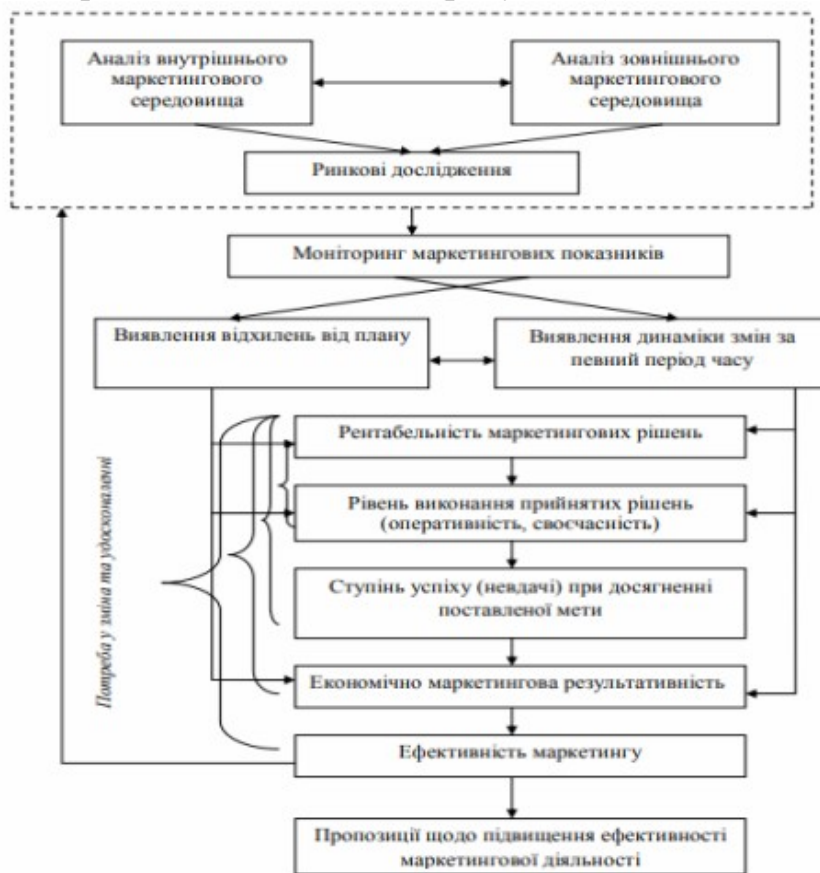 Аналіз внутрішнього
маркетингового
середовища
Аналіз зовнішнього
маркетингового
середовища
Ринкові дослідження
Моніторинг маркетингових показників
Виявлення відхилень від плану
Виявлення динаміки змін за
певний період часу
Рентабельність маркетингових рішень
Рівень виконання прийнятих рішень
(оперативність, своєчасність)
Ступінь успіху (невдачі) при досягненні
поставленої мети
Економічно маркетингова результативність
Ефективність маркетингу
Пропозиції щодо підвищення ефективності
маркетингової діяльності
Потреба у зміна та удосконаленні